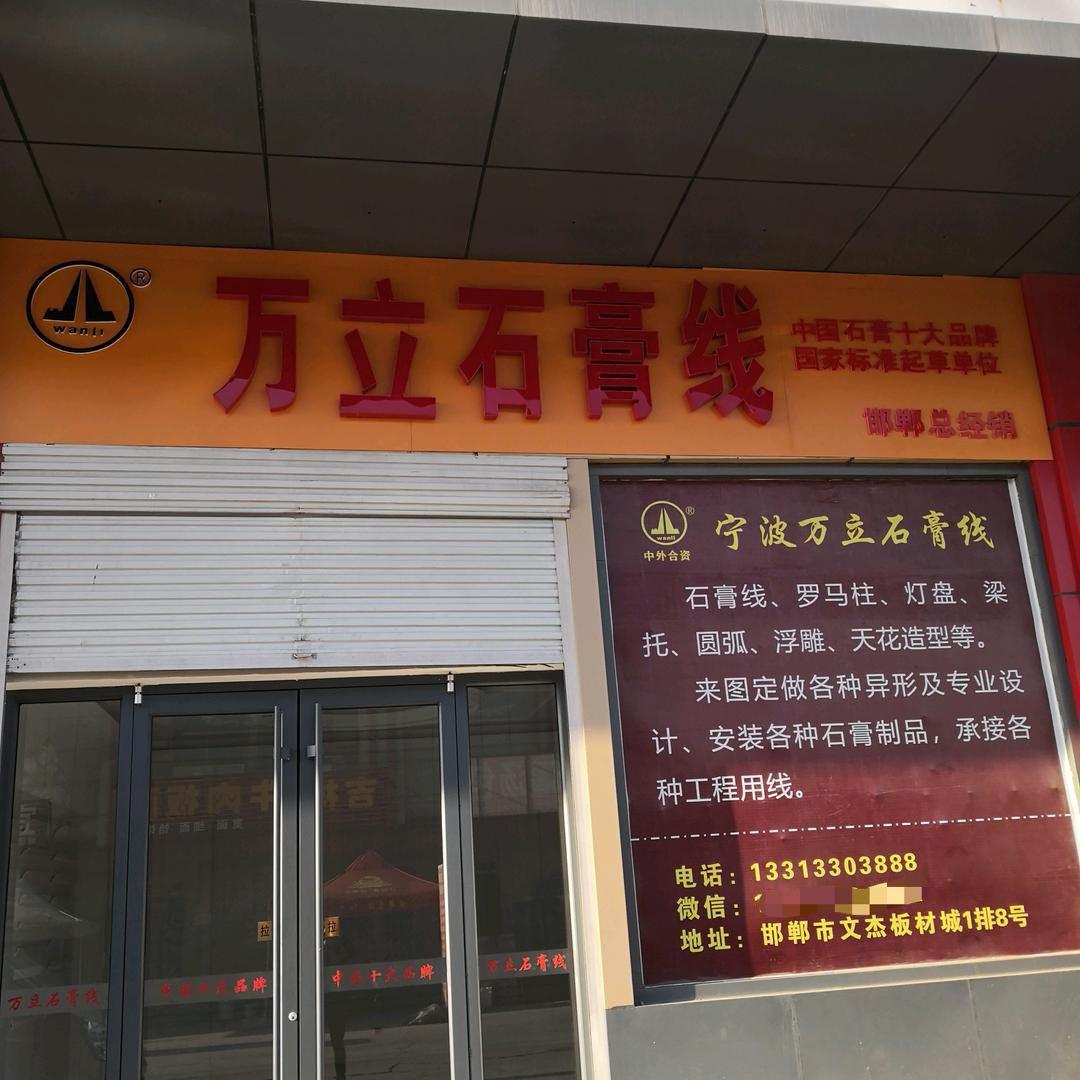 wanli
®
万立石膏线
中国石膏十大品牌
国家标准起草单位
邯郸总经销
wanli
®
中外合资
宁波万立石膏线
石膏线、罗马柱、灯盘、梁
托、圆弧、浮雕、天花造型等。
来图定做各种异形及专业设
计、安装各种石膏制品，承接各
种工程用线。
电话：13313303888
微信：
地址：邯郸市文杰板材城1排8号
拉
拉
万立石膏线
中国十大品牌
中国十大品牌
万立石膏线